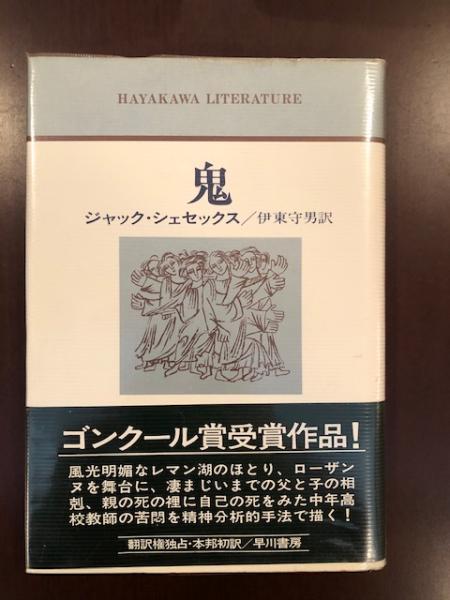 HAYAKAWA LITERATURE
鬼
ジャック・シェセックス／伊東守男訳
ゴンクール賞受賞作品！
風光明媚なレマン湖のほとり、ローザン
ヌを舞台に、凄まじいまでの父と子の相
剋、親の死の裡に自己の死をみた中年高
校教師の苦悶を精神分析的手法で描く！
翻訳権独占・本邦初訳／早川書房